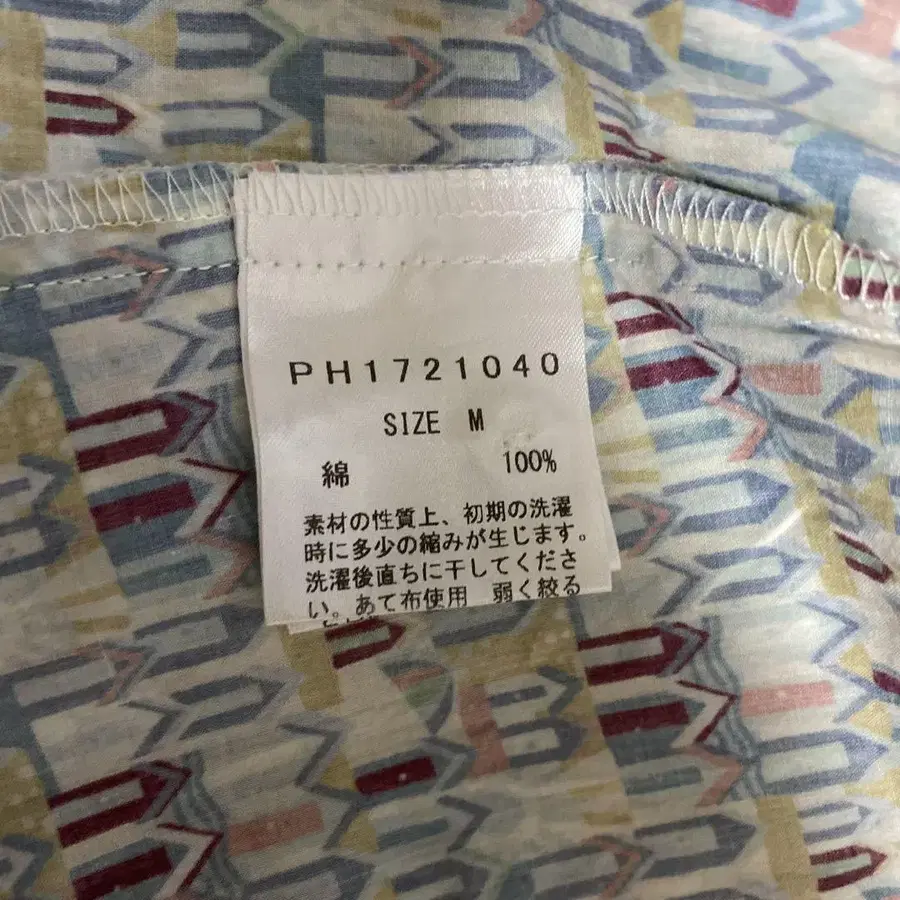 PH1721040
SIZE M
綿 100%
素材の性質上、初期の洗濯
時に多少の縮みが生じます。
洗濯後直ちに干してくださ
い。あて布使用 弱く絞る